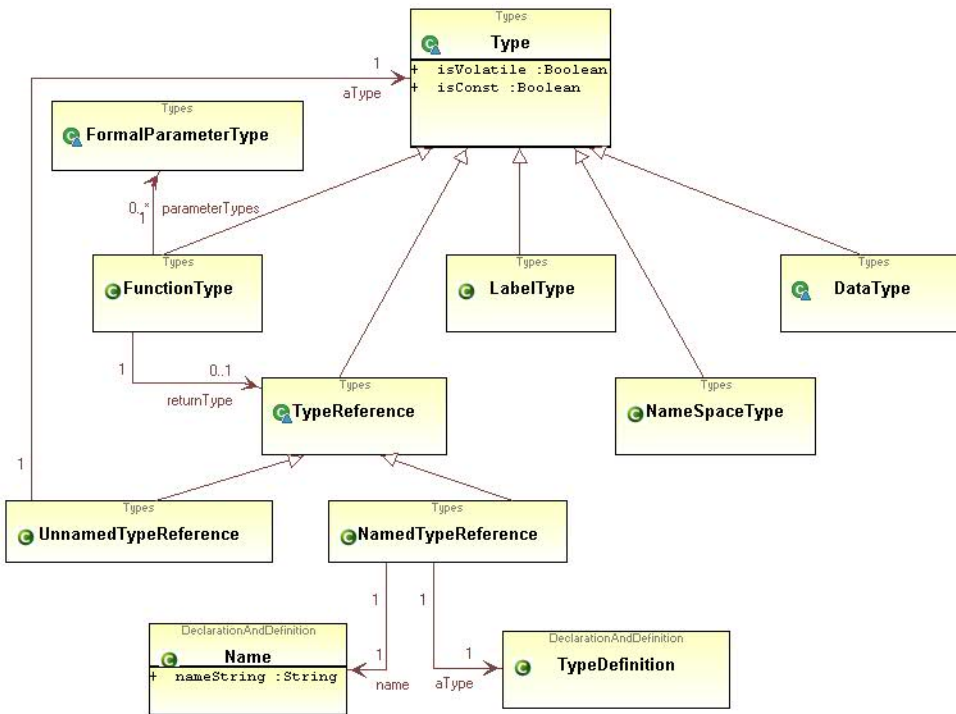 Types
Type
+ isVolatile :Boolean
+ isConst :Boolean
1
aType
Types
FormalParameterType
0..*
1
parameterTypes
Types
FunctionType
Types
LabelType
Types
DataType
1
0..1
returnType
Types
TypeReference
Types
NameSpaceType
1
Types
UnnamedTypeReference
Types
NamedTypeReference
1
1
DeclarationAndDefinition
Name
+ nameString :String
1
name
1
aType
DeclarationAndDefinition
TypeDefinition